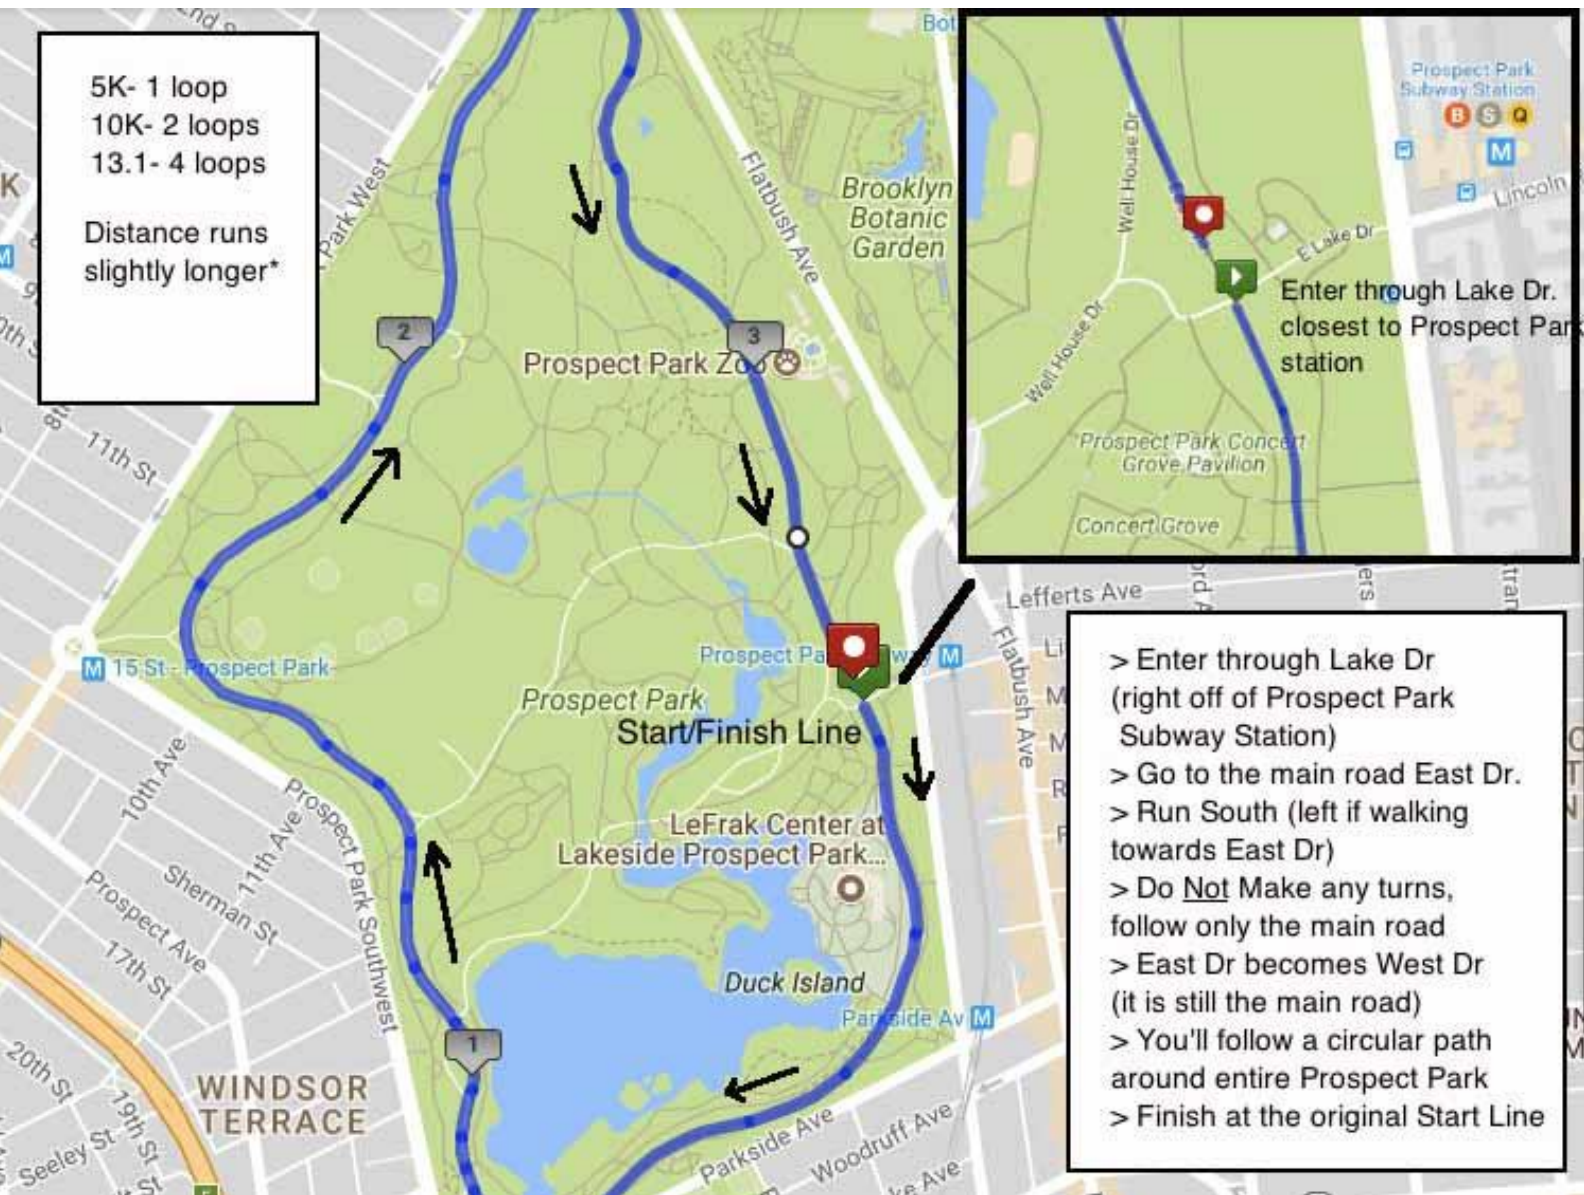 5K- 1 loop
10K- 2 loops
13.1- 4 loops
Distance runs
slightly longer*
Park West
Flatbush Ave
Brooklyn
Botanic
Garden
Prospect Park
Subway Station
B S Q
M
Lincoln
Well House Dr
E Lake Dr
Enter through Lake Dr.
closest to Prospect Park
station
Well House Dr
Prospect Park Concert
Grove Pavilion
Concert Grove
2
3
Prospect Park Zoo
11th St
M 15 St - Prospect Park
Prospect Park
Start/Finish Line
M
Lefferts Ave
Flatbush Ave
LeFrak Center at
Lakeside Prospect Park...
Duck Island
Parkside Av M
Parkside Ave
Woodruff Ave
10th Ave
11th Ave
Prospect Park Southwest
Sherman St
Prospect Ave
17th St
1
WINDSOR
TERRACE
20th St
19th St
Seeley St
> Enter through Lake Dr
(right off of Prospect Park
Subway Station)
> Go to the main road East Dr.
> Run South (left if walking
towards East Dr)
> Do Not Make any turns,
follow only the main road
> East Dr becomes West Dr
(it is still the main road)
> You'll follow a circular path
around entire Prospect Park
> Finish at the original Start Line